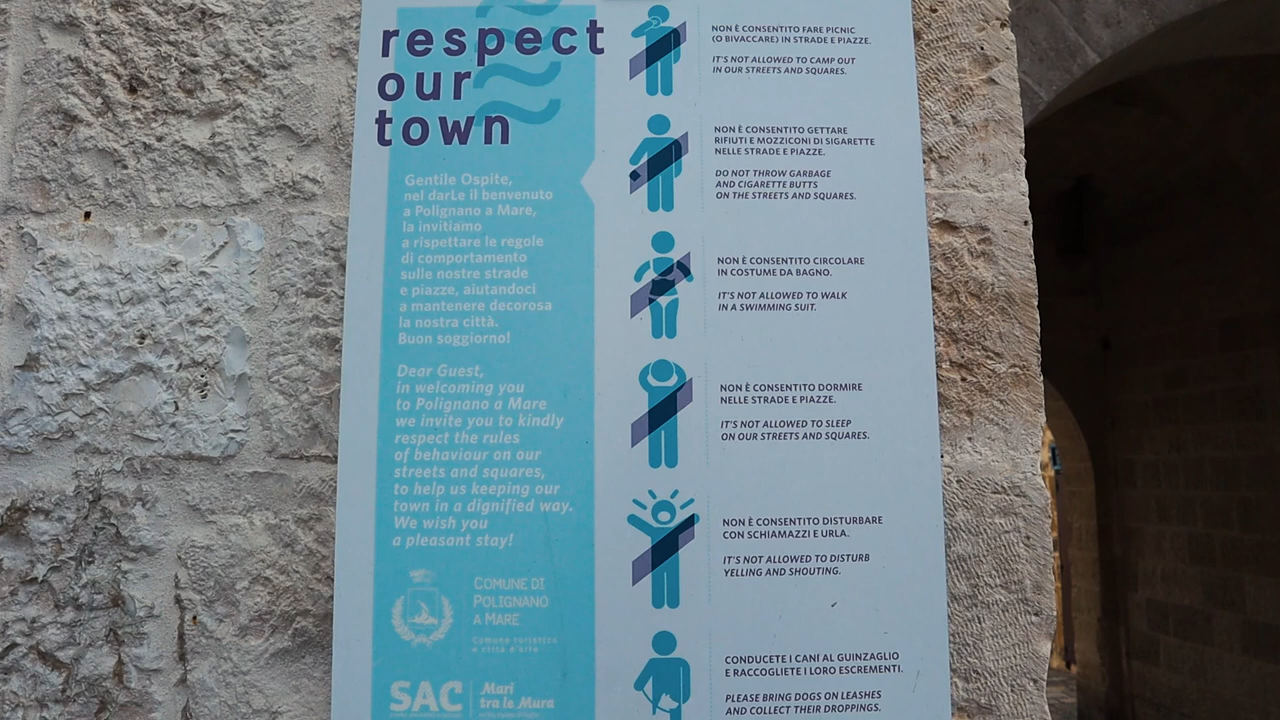 respect
our
town
Gentile Ospite,
nel darLe il benvenuto
a Polignano a Mare,
la invitiamo
a rispettare le regole
di comportamento
sulle nostre strade
e piazze, aiutandoci
a mantenere decorosa
la nostra città.
Buon soggiorno!
Dear Guest,
in welcoming you
to Polignano a Mare
we invite you to kindly
respect the rules
of behaviour on our
streets and squares,
to help us keeping our
town in a dignified way.
We wish you
a pleasant stay!
COMUNE DI
POLIGNANO
A MARE
Comune turistico
e città d'arte
SAC
Mari
tra le Mura
NON È CONSENTITO FARE PICNIC
(O BIVACCARE) IN STRADE E PIAZZE.
IT'S NOT ALLOWED TO CAMP OUT
IN OUR STREETS AND SQUARES.
NON È CONSENTITO GETTARE
RIFIUTI E MOZZICONI DI SIGARETTE
NELLE STRADE E PIAZZE.
DO NOT THROW GARBAGE
AND CIGARETTE BUTTS
ON THE STREETS AND SQUARES.
NON È CONSENTITO CIRCOLARE
IN COSTUME DA BAGNO.
IT'S NOT ALLOWED TO WALK
IN A SWIMMING SUIT.
NON È CONSENTITO DORMIRE
NELLE STRADE E PIAZZE.
IT'S NOT ALLOWED TO SLEEP
ON OUR STREETS AND SQUARES.
NON È CONSENTITO DISTURBARE
CON SCHIAMAZZI E URLA.
IT'S NOT ALLOWED TO DISTURB
YELLING AND SHOUTING.
CONDUCETE I CANI AL GUINZAGLIO
E RACCOGLIETE I LORO ESCREMENTI.
PLEASE BRING DOGS ON LEASHES
AND COLLECT THEIR DROPPINGS.